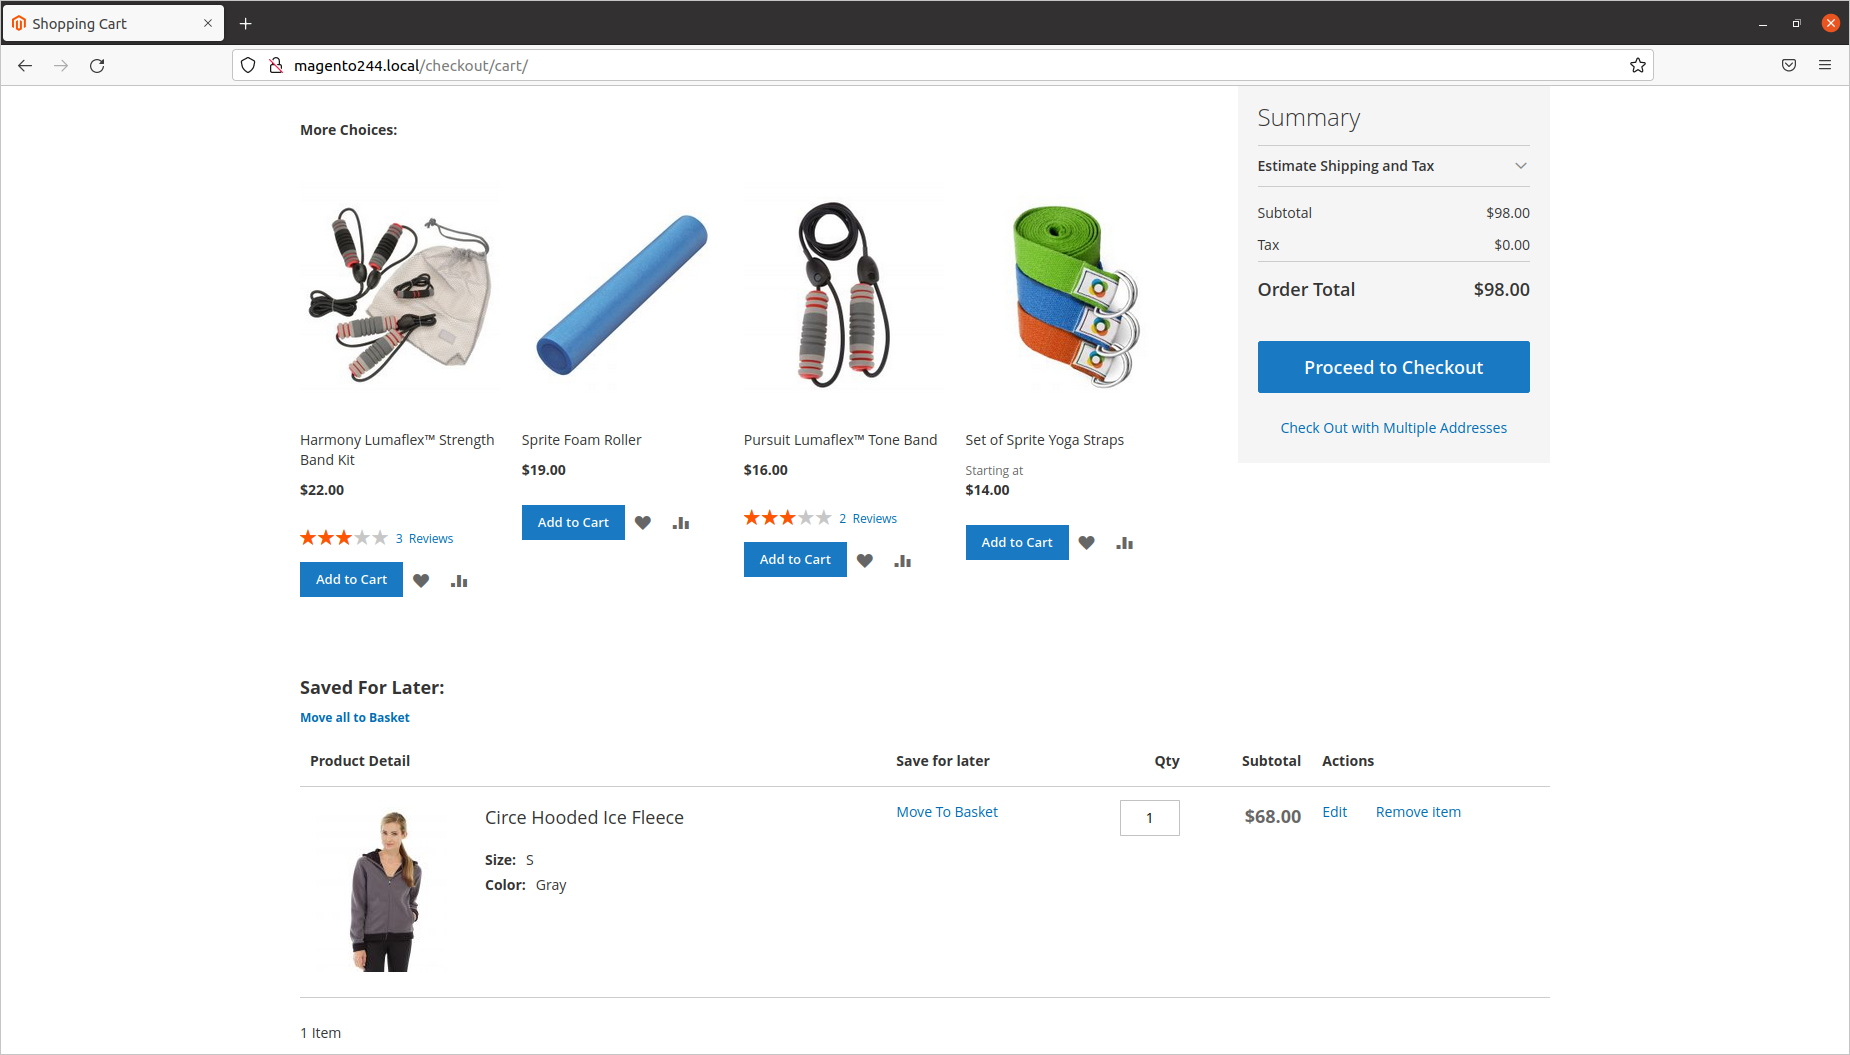 Shopping Cart
magento244.local/checkout/cart/
More Choices:
Harmony Lumaflex™ Strength
Band Kit
$22.00
3 Reviews
Add to Cart
Sprite Foam Roller
$19.00
Add to Cart
Pursuit Lumaflex™ Tone Band
$16.00
2 Reviews
Add to Cart
Set of Sprite Yoga Straps
Starting at
$14.00
Add to Cart
Summary
Estimate Shipping and Tax
Subtotal $98.00
Tax $0.00
Order Total $98.00
Proceed to Checkout
Check Out with Multiple Addresses
Saved For Later:
Move all to Basket
Product Detail Save for later Qty Subtotal Actions
Circe Hooded Ice Fleece Move To Basket 1 $68.00 Edit Remove item
Size: S
Color: Gray
1 Item